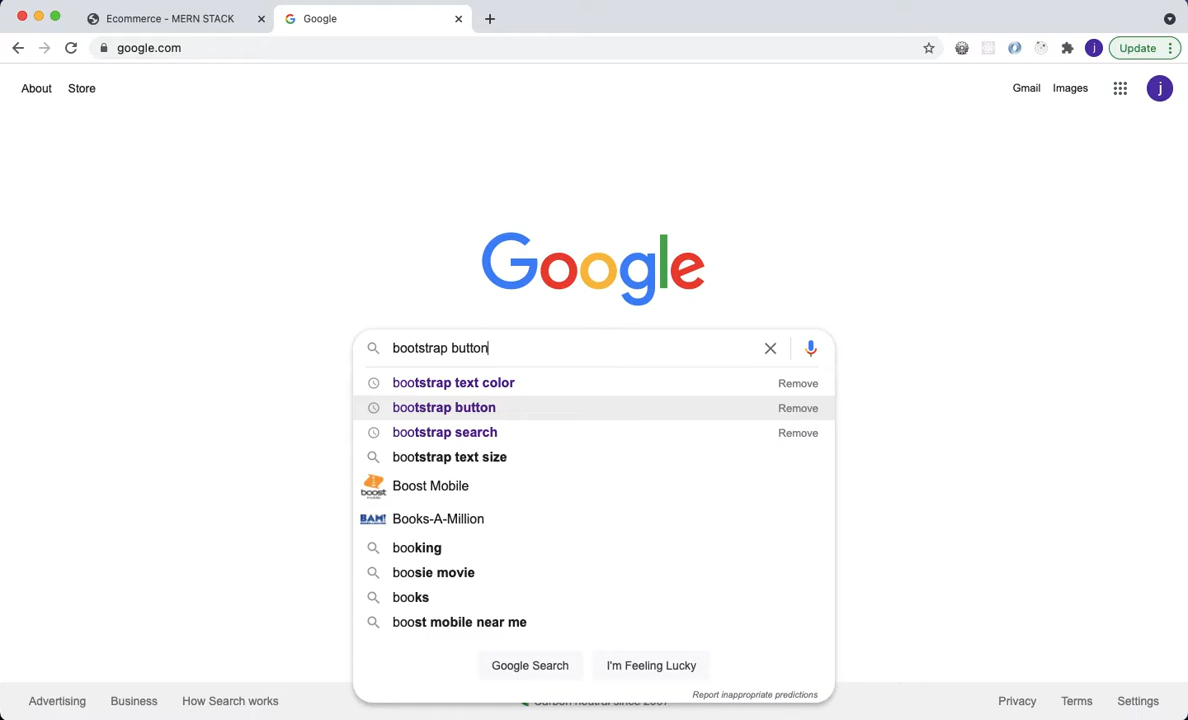 Ecommerce - MERN STACK
Google
google.com
Update
j
About
Store
Gmail
Images
j
Google
bootstrap button
bootstrap text color
Remove
bootstrap button
Remove
bootstrap search
Remove
bootstrap text size
boost mobile
Boost Mobile
BAM!
Books-A-Million
booking
boosie movie
books
boost mobile near me
Google Search
I'm Feeling Lucky
Report inappropriate predictions
Advertising
Business
How Search works
Carbon neutral since 2007
Privacy
Terms
Settings